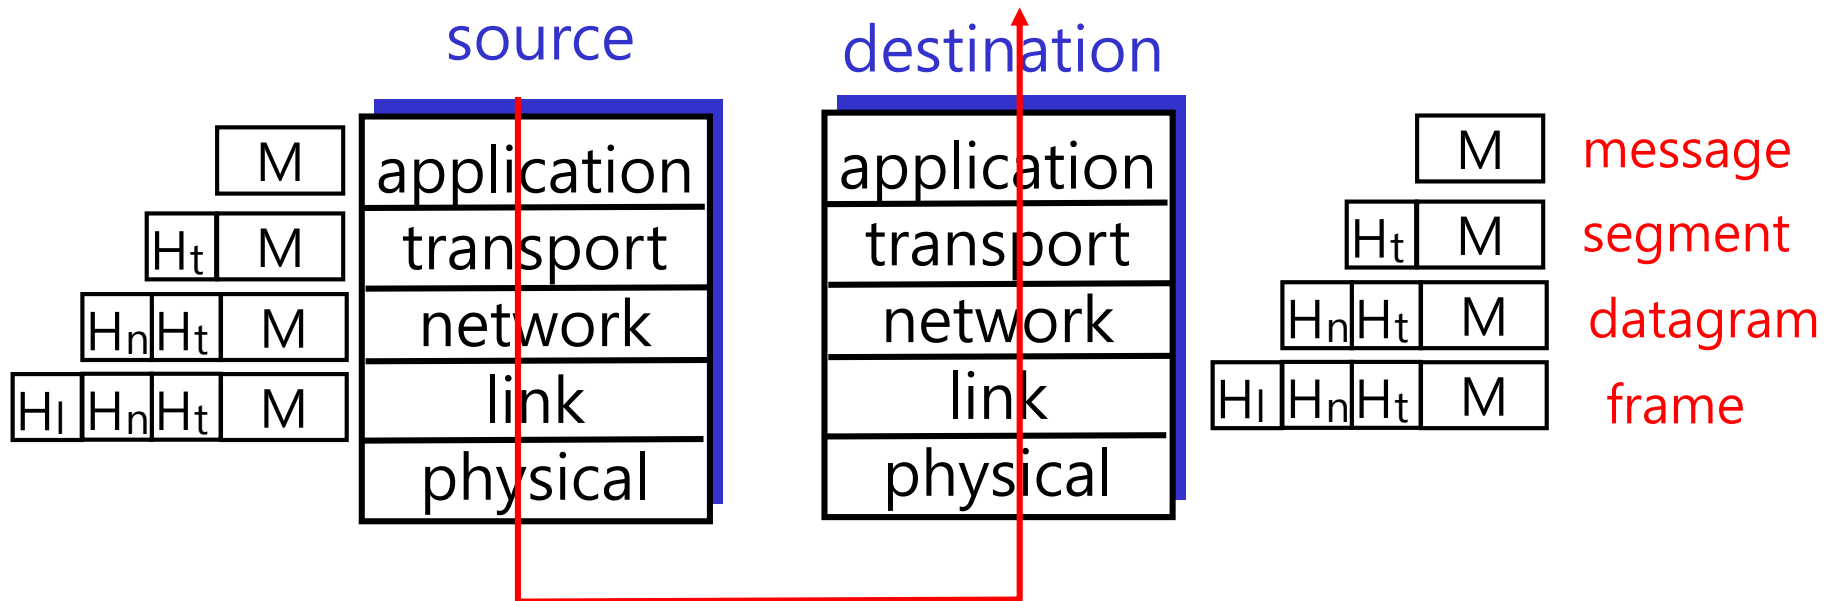 source
destination
M
application
application
M
message
Ht
M
transport
transport
Ht
M
segment
Hn
Ht
M
network
network
Hn
Ht
M
datagram
Hl
Hn
Ht
M
link
link
Hl
Hn
Ht
M
frame
physical
physical